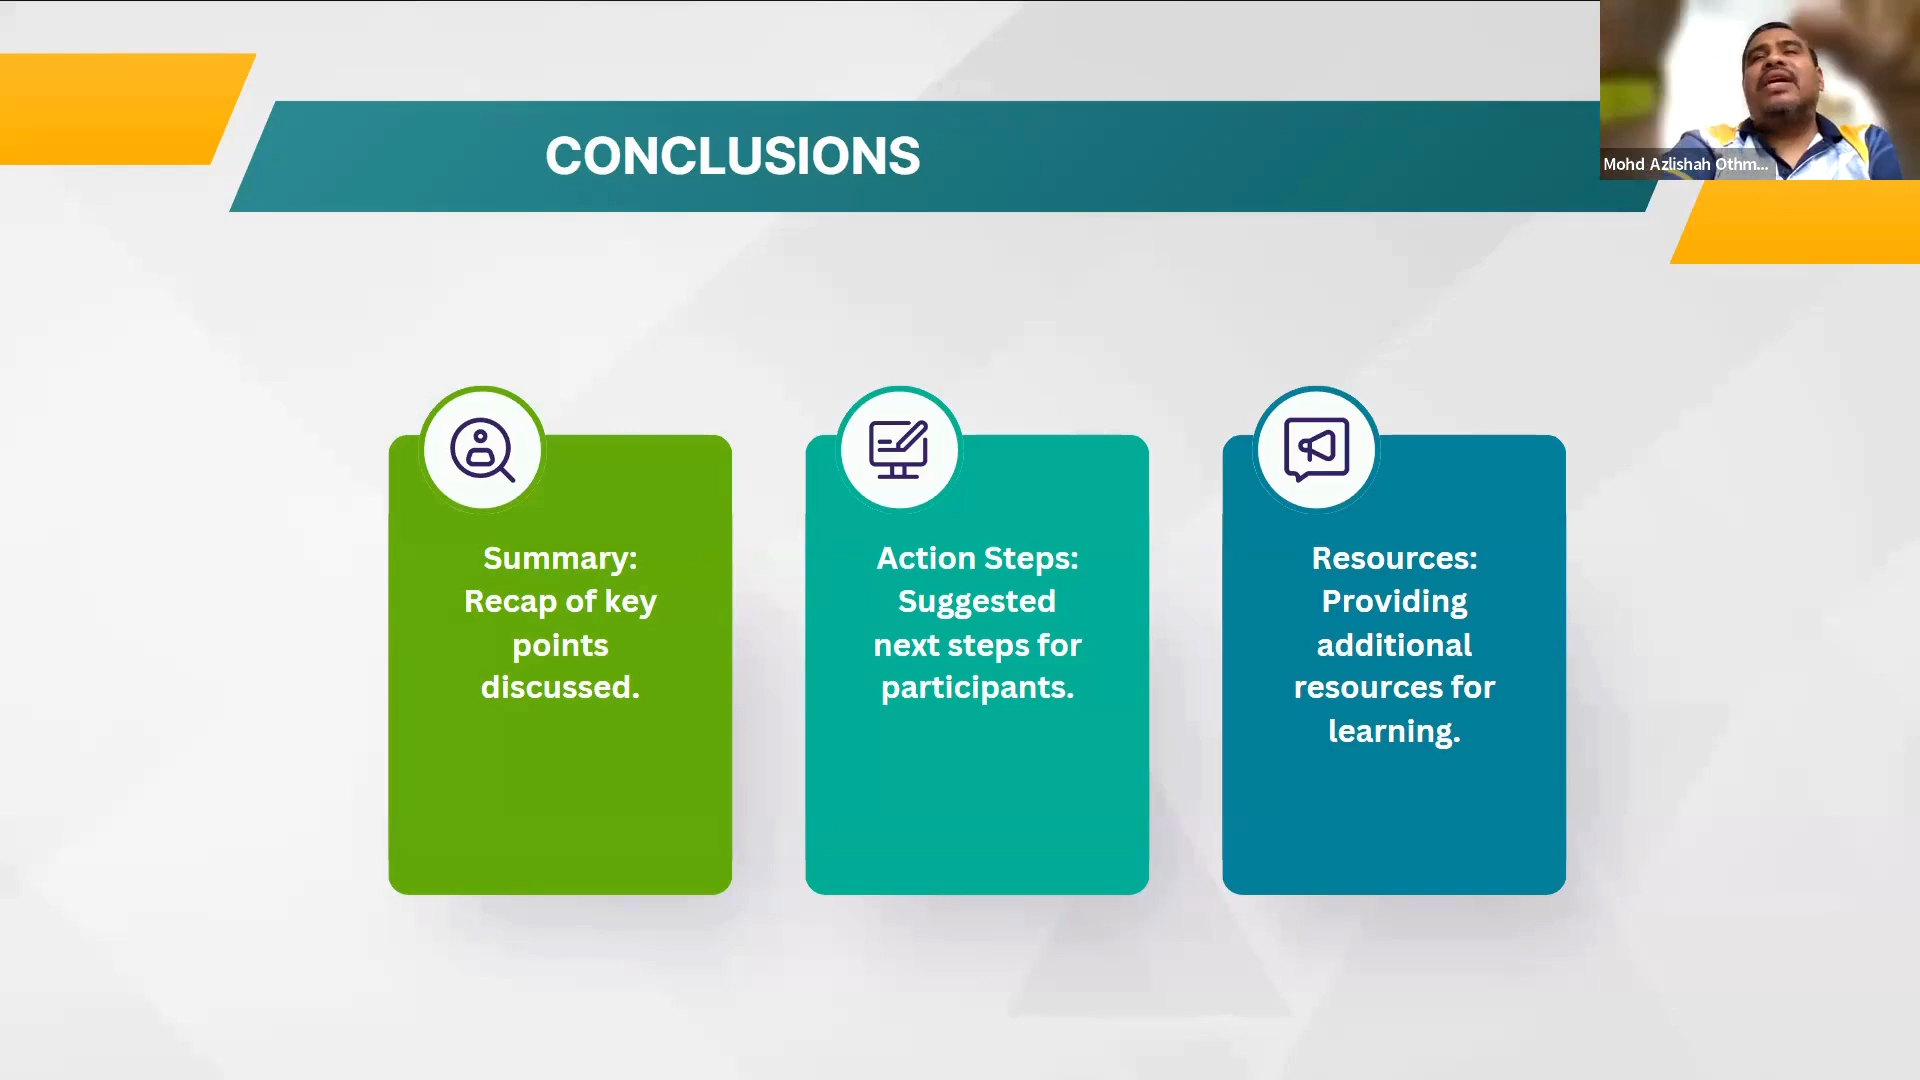 CONCLUSIONS
Mohd Azlishah Othm...
Summary:
Recap of key
points
discussed.
Action Steps:
Suggested
next steps for
participants.
Resources:
Providing
additional
resources for
learning.